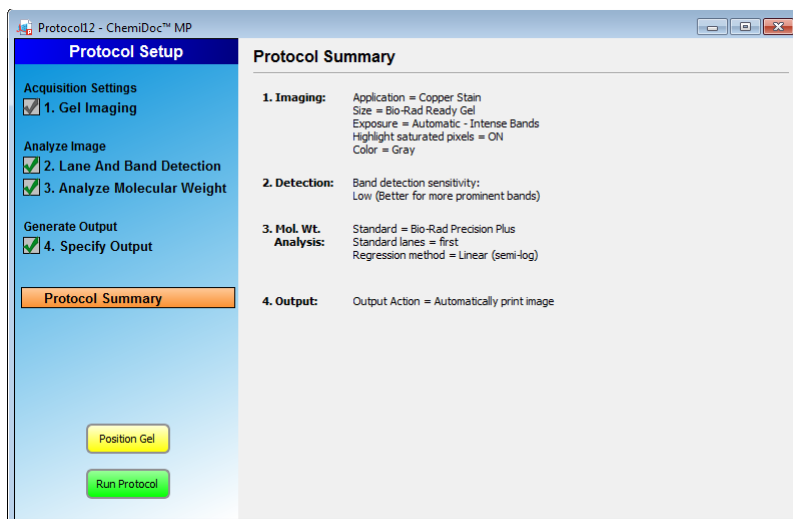 Protocol12 - ChemiDoc™ MP
Protocol Setup
Acquisition Settings
1. Gel Imaging
Analyze Image
2. Lane And Band Detection
3. Analyze Molecular Weight
Generate Output
4. Specify Output
Protocol Summary
Position Gel
Run Protocol
Protocol Summary
1. Imaging: Application = Copper Stain
Size = Bio-Rad Ready Gel
Exposure = Automatic - Intense Bands
Highlight saturated pixels = ON
Color = Gray
2. Detection: Band detection sensitivity:
Low (Better for more prominent bands)
3. Mol. Wt. Standard = Bio-Rad Precision Plus
Analysis: Standard lanes = first
Regression method = Linear (semi-log)
4. Output: Output Action = Automatically print image